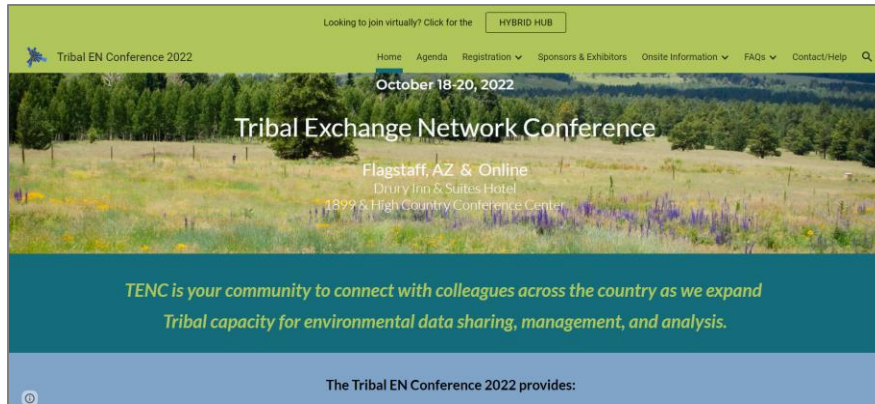 Looking to join virtually? Click for the HYBRID HUB
Tribal EN Conference 2022 Home Agenda Registration Sponsors & Exhibitors Onsite Information FAQs Contact/Help
October 18-20, 2022
Tribal Exchange Network Conference
Flagstaff, AZ & Online
Drury Inn & Suites Hotel
1899 & High Country Conference Center
TENC is your community to connect with colleagues across the country as we expand
Tribal capacity for environmental data sharing, management, and analysis.
The Tribal EN Conference 2022 provides: